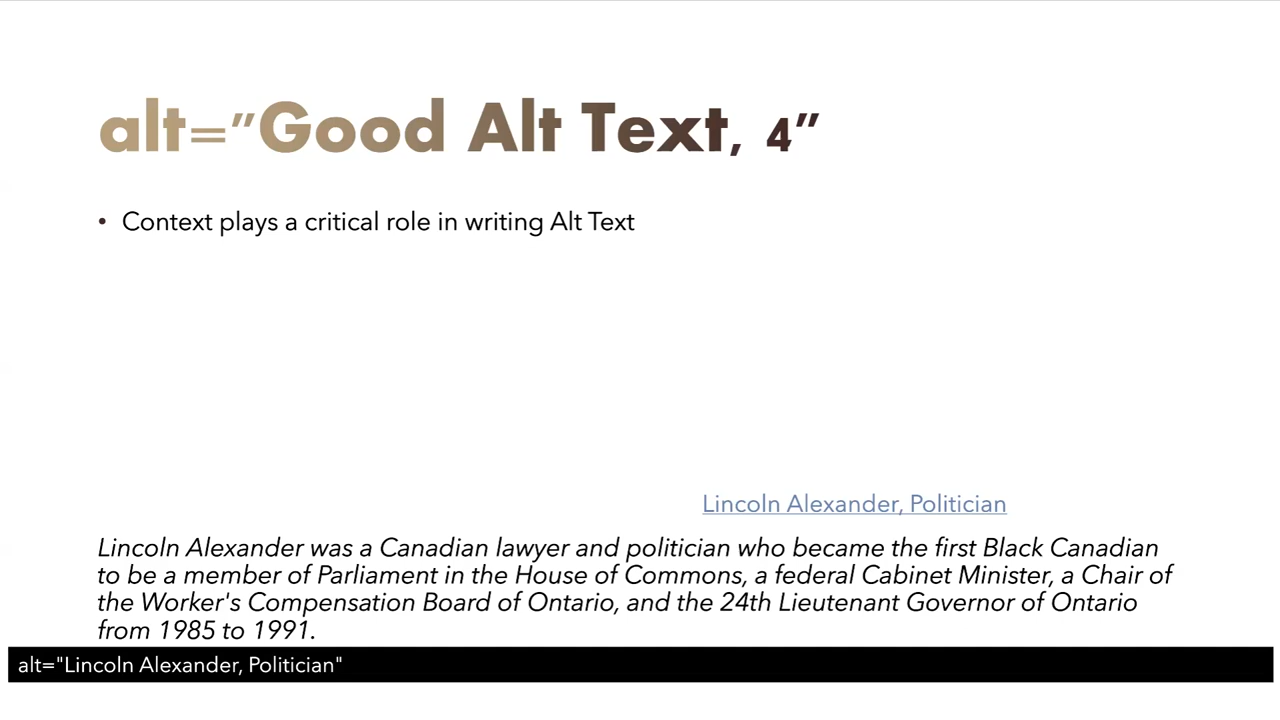 alt="Good Alt Text, 4"
• Context plays a critical role in writing Alt Text
Lincoln Alexander, Politician
Lincoln Alexander was a Canadian lawyer and politician who became the first Black Canadian
to be a member of Parliament in the House of Commons, a federal Cabinet Minister, a Chair of
the Worker's Compensation Board of Ontario, and the 24th Lieutenant Governor of Ontario
from 1985 to 1991.
alt="Lincoln Alexander, Politician"